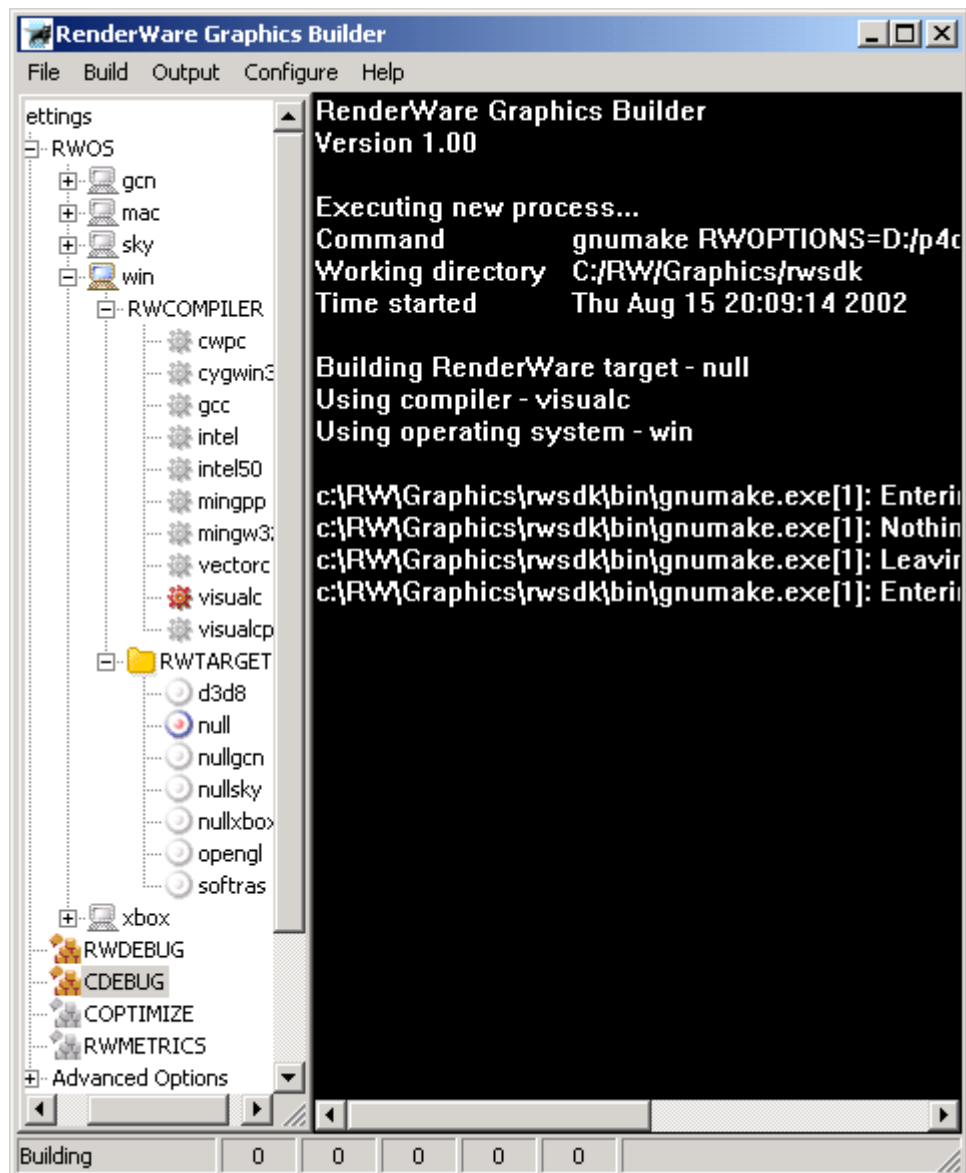 RenderWare Graphics Builder
File Build Output Configure Help
ettings
RWOS
gcn
mac
sky
win
RWCOMPILER
cwpc
cygwin3
gcc
intel
intel50
mingpp
mingw3
vectorc
visualc
visualcp
RWTARGET
d3d8
null
nullgcn
nullsky
nullxbox
opengl
softras
xbox
RWDEBUG
CDEBUG
COPTIMIZE
RWMETRICS
Advanced Options
RenderWare Graphics Builder
Version 1.00
Executing new process...
Command gnumake RWOPTIONS=D:/p4c
Working directory C:/RW/Graphics/rwsdk
Time started Thu Aug 15 20:09:14 2002
Building RenderWare target - null
Using compiler - visualc
Using operating system - win
c:\RW\Graphics\rwsdk\bin\gnumake.exe[1]: Enterin
c:\RW\Graphics\rwsdk\bin\gnumake.exe[1]: Nothin
c:\RW\Graphics\rwsdk\bin\gnumake.exe[1]: Leavin
c:\RW\Graphics\rwsdk\bin\gnumake.exe[1]: Enterin
Building 0 0 0 0 0